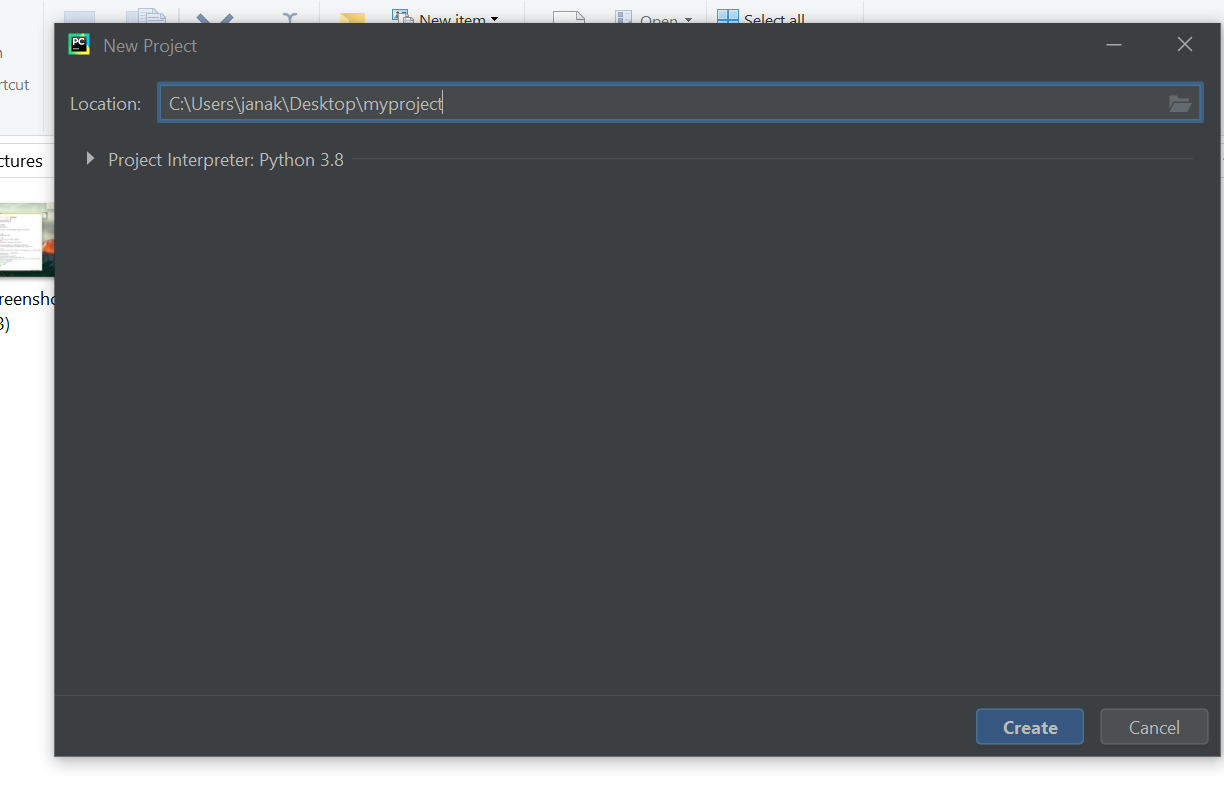 New item
Open
Select all
rtcut
PC
New Project
Location:
C:\Users\janak\Desktop\myproject
ctures
Project Interpreter: Python 3.8
reensho
3)
Create
Cancel